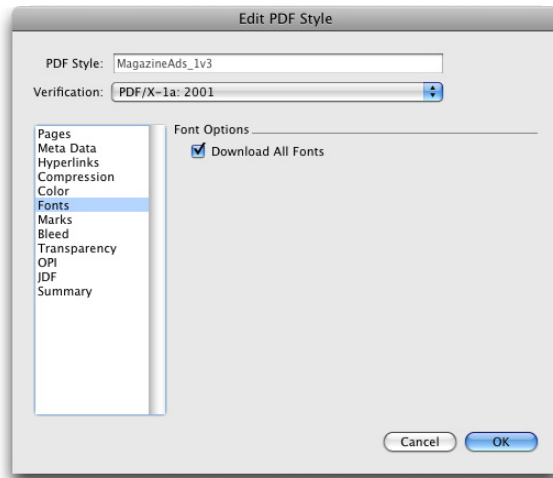 Edit PDF Style
PDF Style: MagazineAds_1v3
Verification: PDF/X-1a: 2001
Pages
Meta Data
Hyperlinks
Compression
Color
Fonts
Marks
Bleed
Transparency
OPI
JDF
Summary
Font Options
Download All Fonts
Cancel OK